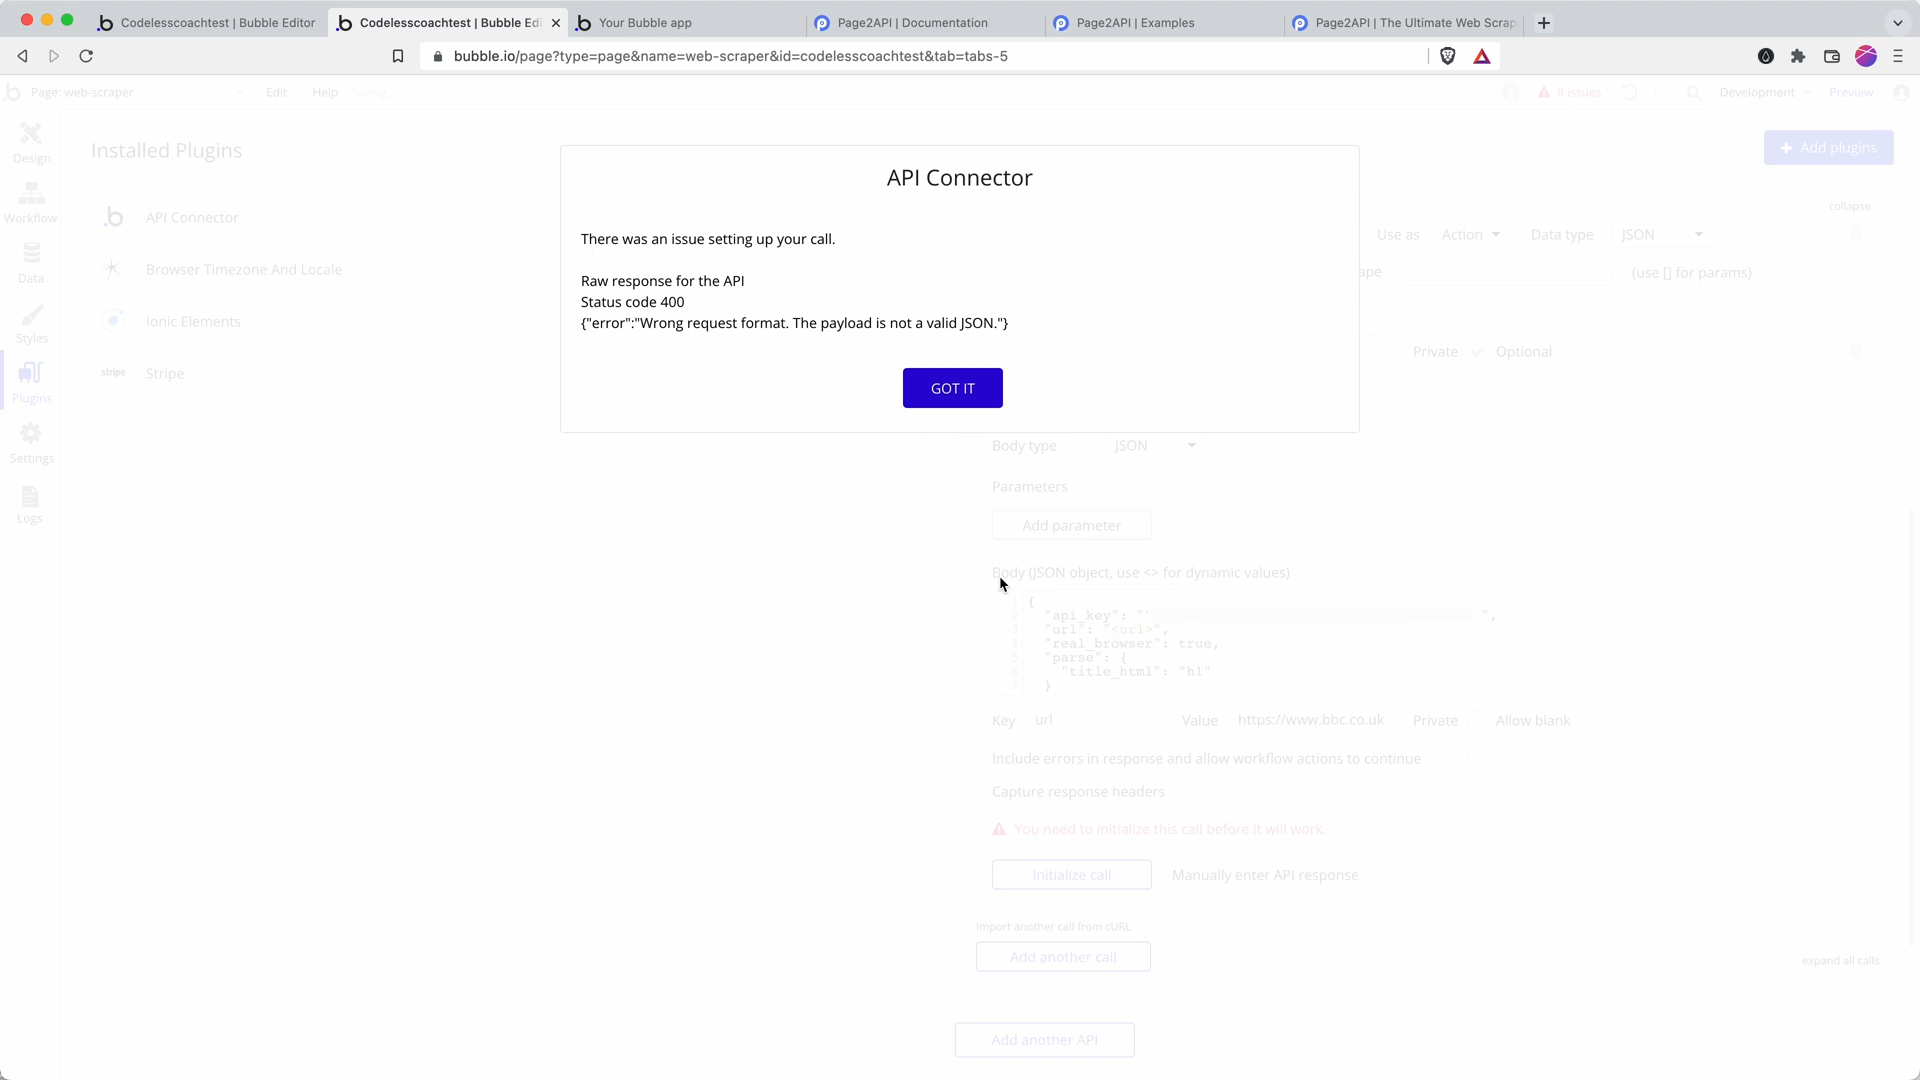 Codelesscoachtest | Bubble Editor
Codelesscoachtest | Bubble Edi
Your Bubble app
Page2API | Documentation
Page2API | Examples
Page2API | The Ultimate Web Scrap
bubble.io/page?type=page&name=web-scraper&id=codelesscoachtest&tab=tabs-5
Page: web-scraper
Edit
Help
Saving...
8 issues
Development
Preview
Design
Workflow
Data
Styles
Plugins
Settings
Logs
Installed Plugins
Add plugins
API Connector
Browser Timezone And Locale
Ionic Elements
stripe Stripe
API Connector
There was an issue setting up your call.
Raw response for the API
Status code 400
{"error":"Wrong request format. The payload is not a valid JSON."}
GOT IT
collapse
Use as Action Data type JSON
ape (use [] for params)
Private Optional
Body type JSON
Parameters
Add parameter
Body (JSON object, use <> for dynamic values)
1 {
2 "api_key": " ",
3 "url": "<url>",
4 "real_browser": true,
5 "parse": {
6 "title_html": "h1"
7 }
Key url Value https://www.bbc.co.uk Private Allow blank
Include errors in response and allow workflow actions to continue
Capture response headers
You need to initialize this call before it will work.
Initialize call Manually enter API response
Import another call from cURL
Add another call
expand all calls
Add another API